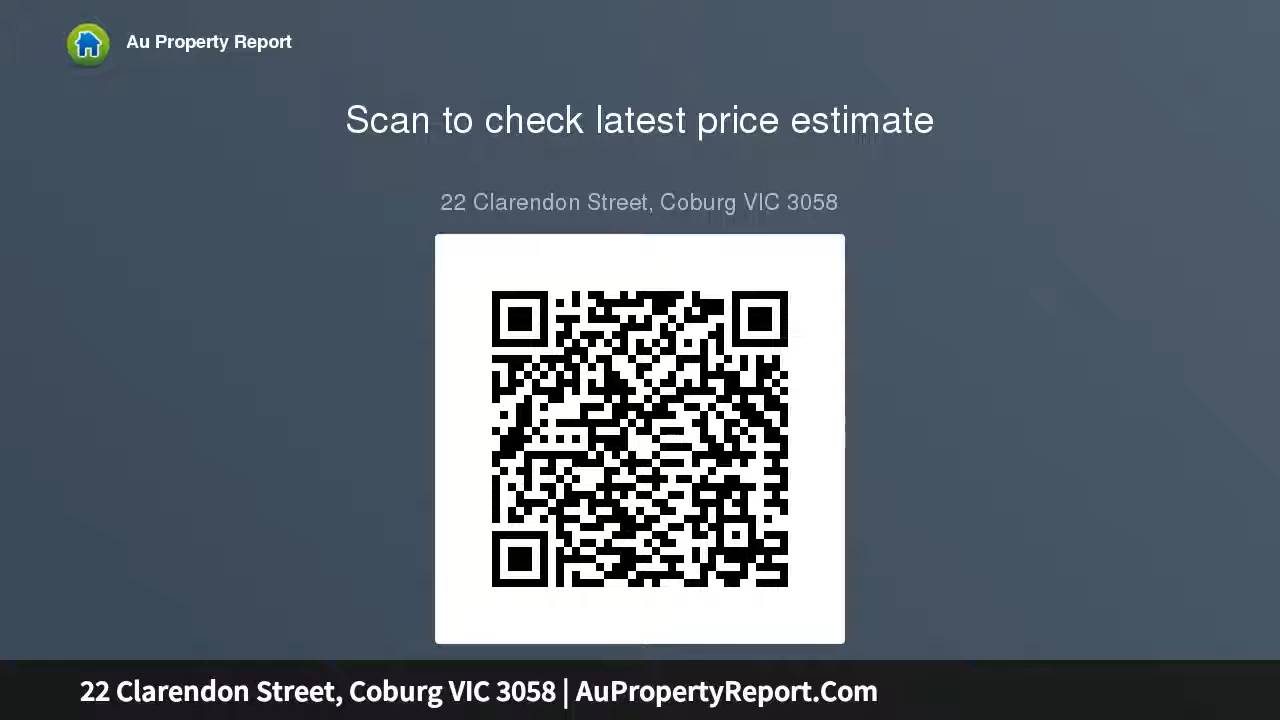 Au Property Report
Scan to check latest price estimate
22 Clarendon Street, Coburg VIC 3058
22 Clarendon Street, Coburg VIC 3058 | AuPropertyReport.Com